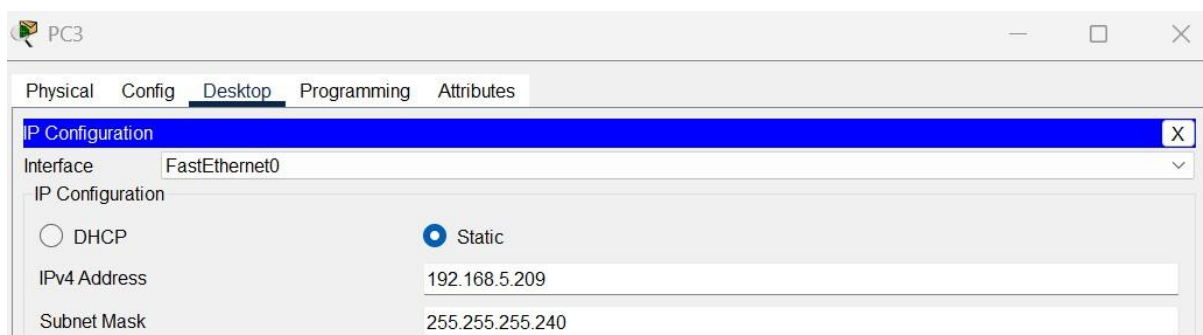 PC3
Physical Config Desktop Programming Attributes
IP Configuration X
Interface FastEthernet0
IP Configuration
DHCP Static
IPv4 Address 192.168.5.209
Subnet Mask 255.255.255.240